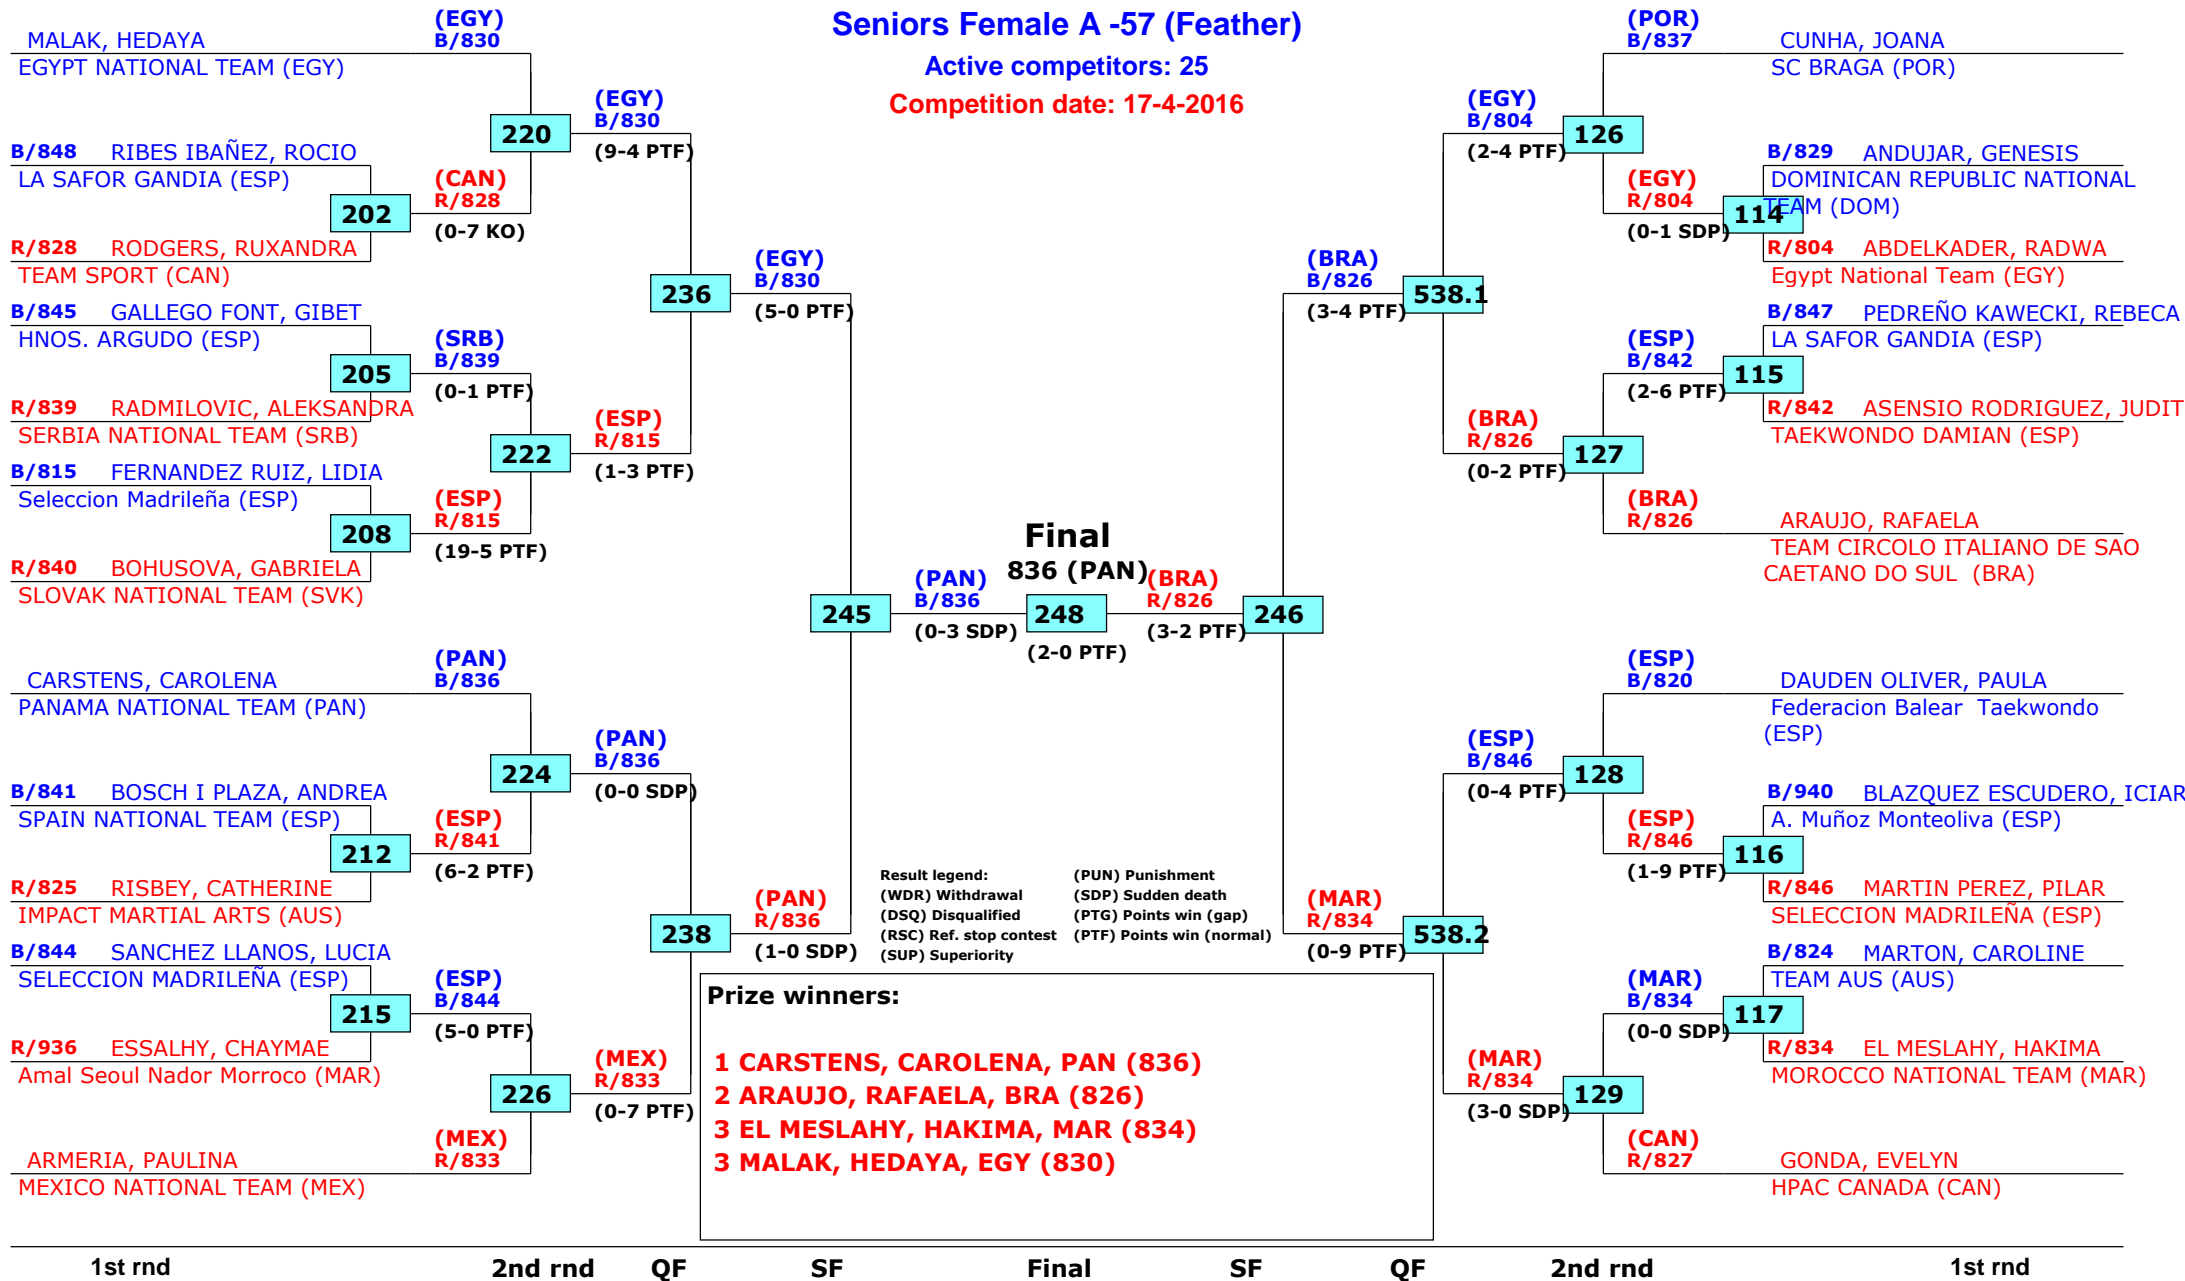 Seniors Female A -57 (Feather)
Active competitors: 25
Competition date: 17-4-2016
(EGY)
B/830
MALAK, HEDAYA
EGYPT NATIONAL TEAM (EGY)
220
(EGY)
B/830
(9-4 PTF)
B/848 RIBES IBAÑEZ, ROCIO
LA SAFOR GANDIA (ESP)
202
(CAN)
R/828
(0-7 KO)
R/828 RODGERS, RUXANDRA
TEAM SPORT (CAN)
236
(EGY)
B/830
(5-0 PTF)
B/845 GALLEGO FONT, GIBET
HNOS. ARGUDO (ESP)
205
(SRB)
B/839
(0-1 PTF)
R/839 RADMILOVIC, ALEKSANDRA
SERBIA NATIONAL TEAM (SRB)
222
(ESP)
R/815
(1-3 PTF)
B/815 FERNANDEZ RUIZ, LIDIA
Seleccion Madrileña (ESP)
208
(ESP)
R/815
(19-5 PTF)
R/840 BOHUSOVA, GABRIELA
SLOVAK NATIONAL TEAM (SVK)
245
(PAN)
B/836
(0-3 SDP)
Final
836 (PAN)
248
(2-0 PTF)
(BRA)
R/826
(3-2 PTF)
246
(PAN)
B/836
CARSTENS, CAROLENA
PANAMA NATIONAL TEAM (PAN)
224
(PAN)
B/836
(0-0 SDP)
B/841 BOSCH I PLAZA, ANDREA
SPAIN NATIONAL TEAM (ESP)
212
(ESP)
R/841
(6-2 PTF)
R/825 RISBEY, CATHERINE
IMPACT MARTIAL ARTS (AUS)
238
(PAN)
R/836
(1-0 SDP)
B/844 SANCHEZ LLANOS, LUCIA
SELECCION MADRILEÑA (ESP)
215
(ESP)
B/844
(5-0 PTF)
R/936 ESSALHY, CHAYMAE
Amal Seoul Nador Morroco (MAR)
226
(MEX)
R/833
(0-7 PTF)
(MEX)
R/833
ARMERIA, PAULINA
MEXICO NATIONAL TEAM (MEX)
(POR)
B/837
CUNHA, JOANA
SC BRAGA (POR)
(EGY)
B/804
(2-4 PTF)
126
B/829 ANDUJAR, GENESIS
DOMINICAN REPUBLIC NATIONAL
TEAM (DOM)
(EGY)
R/804
(0-1 SDP)
114
R/804 ABDELKADER, RADWA
Egypt National Team (EGY)
(BRA)
B/826
(3-4 PTF)
538.1
B/847 PEDREÑO KAWECKI, REBECA
LA SAFOR GANDIA (ESP)
(ESP)
B/842
(2-6 PTF)
115
R/842 ASENSIO RODRIGUEZ, JUDIT
TAEKWONDO DAMIAN (ESP)
(BRA)
R/826
(0-2 PTF)
127
(BRA)
R/826
ARAUJO, RAFAELA
TEAM CIRCOLO ITALIANO DE SAO
CAETANO DO SUL (BRA)
(ESP)
B/820
DAUDEN OLIVER, PAULA
Federacion Balear Taekwondo
(ESP)
(ESP)
B/846
(0-4 PTF)
128
B/940 BLAZQUEZ ESCUDERO, ICIAR
A. Muñoz Monteoliva (ESP)
(ESP)
R/846
(1-9 PTF)
116
R/846 MARTIN PEREZ, PILAR
SELECCION MADRILEÑA (ESP)
(MAR)
R/834
(0-9 PTF)
538.2
B/824 MARTON, CAROLINE
TEAM AUS (AUS)
(MAR)
B/834
(0-0 SDP)
117
R/834 EL MESLAHY, HAKIMA
MOROCCO NATIONAL TEAM (MAR)
(MAR)
R/834
(3-0 SDP)
129
(CAN)
R/827
GONDA, EVELYN
HPAC CANADA (CAN)
Result legend: (PUN) Punishment
(WDR) Withdrawal (SDP) Sudden death
(DSQ) Disqualified (PTG) Points win (gap)
(RSC) Ref. stop contest (PTF) Points win (normal)
(SUP) Superiority
Prize winners:
1 CARSTENS, CAROLENA, PAN (836)
2 ARAUJO, RAFAELA, BRA (826)
3 EL MESLAHY, HAKIMA, MAR (834)
3 MALAK, HEDAYA, EGY (830)
1st rnd 2nd rnd QF SF Final SF QF 2nd rnd 1st rnd